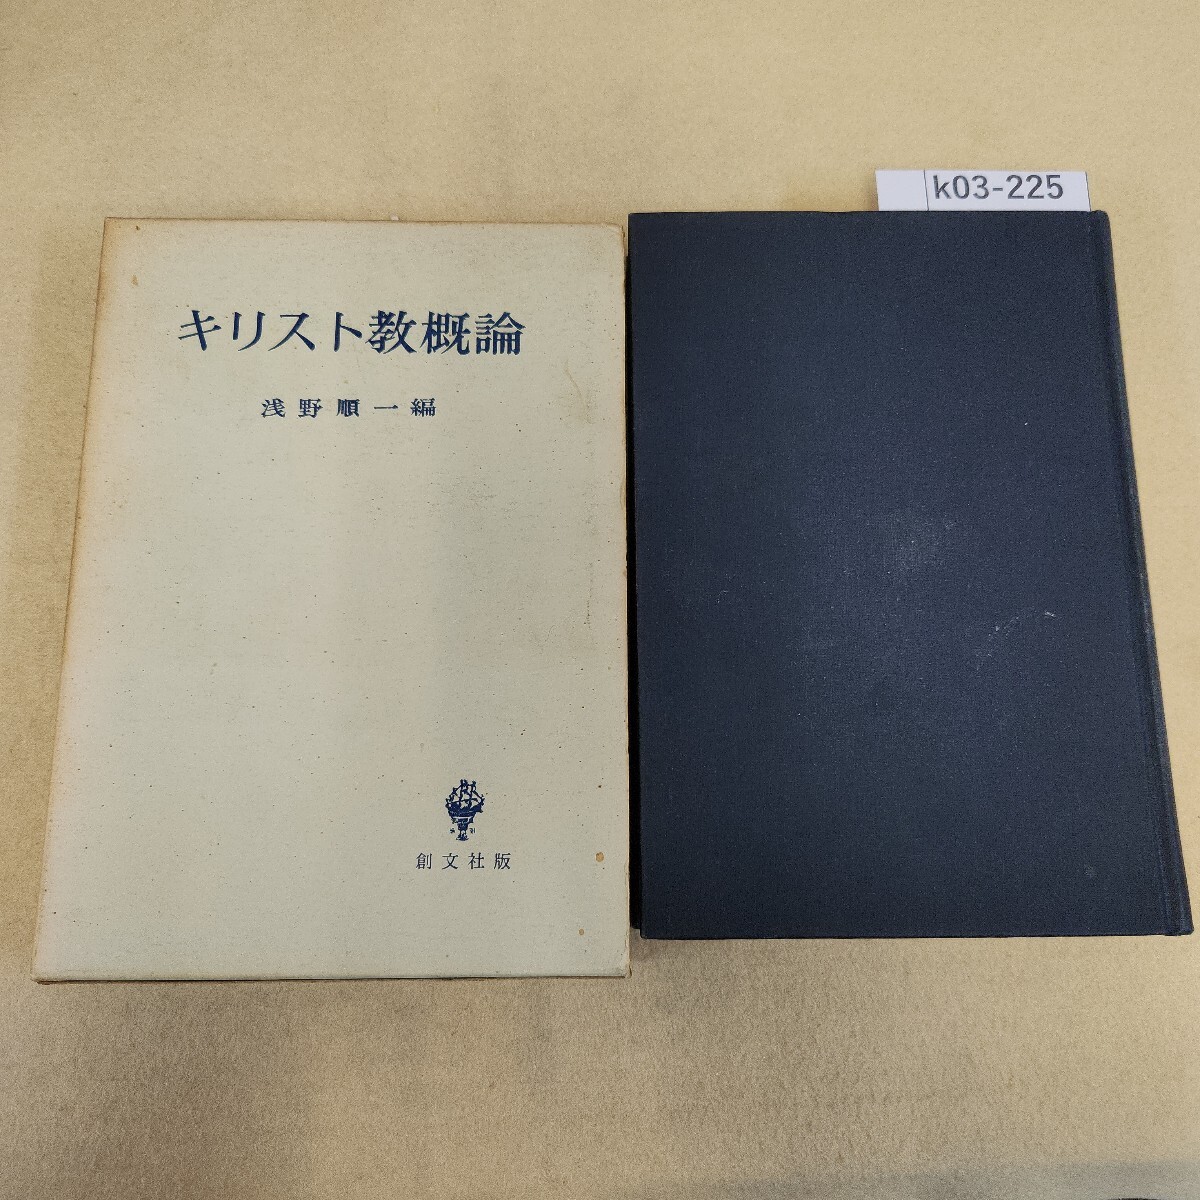 k03-225
キリスト教概論
浅野順一編
創文社版